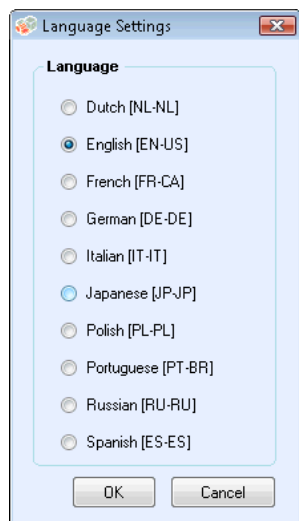 Language Settings
Language
Dutch [NL-NL]
English [EN-US]
French [FR-CA]
German [DE-DE]
Italian [IT-IT]
Japanese [JP-JP]
Polish [PL-PL]
Portuguese [PT-BR]
Russian [RU-RU]
Spanish [ES-ES]
OK Cancel